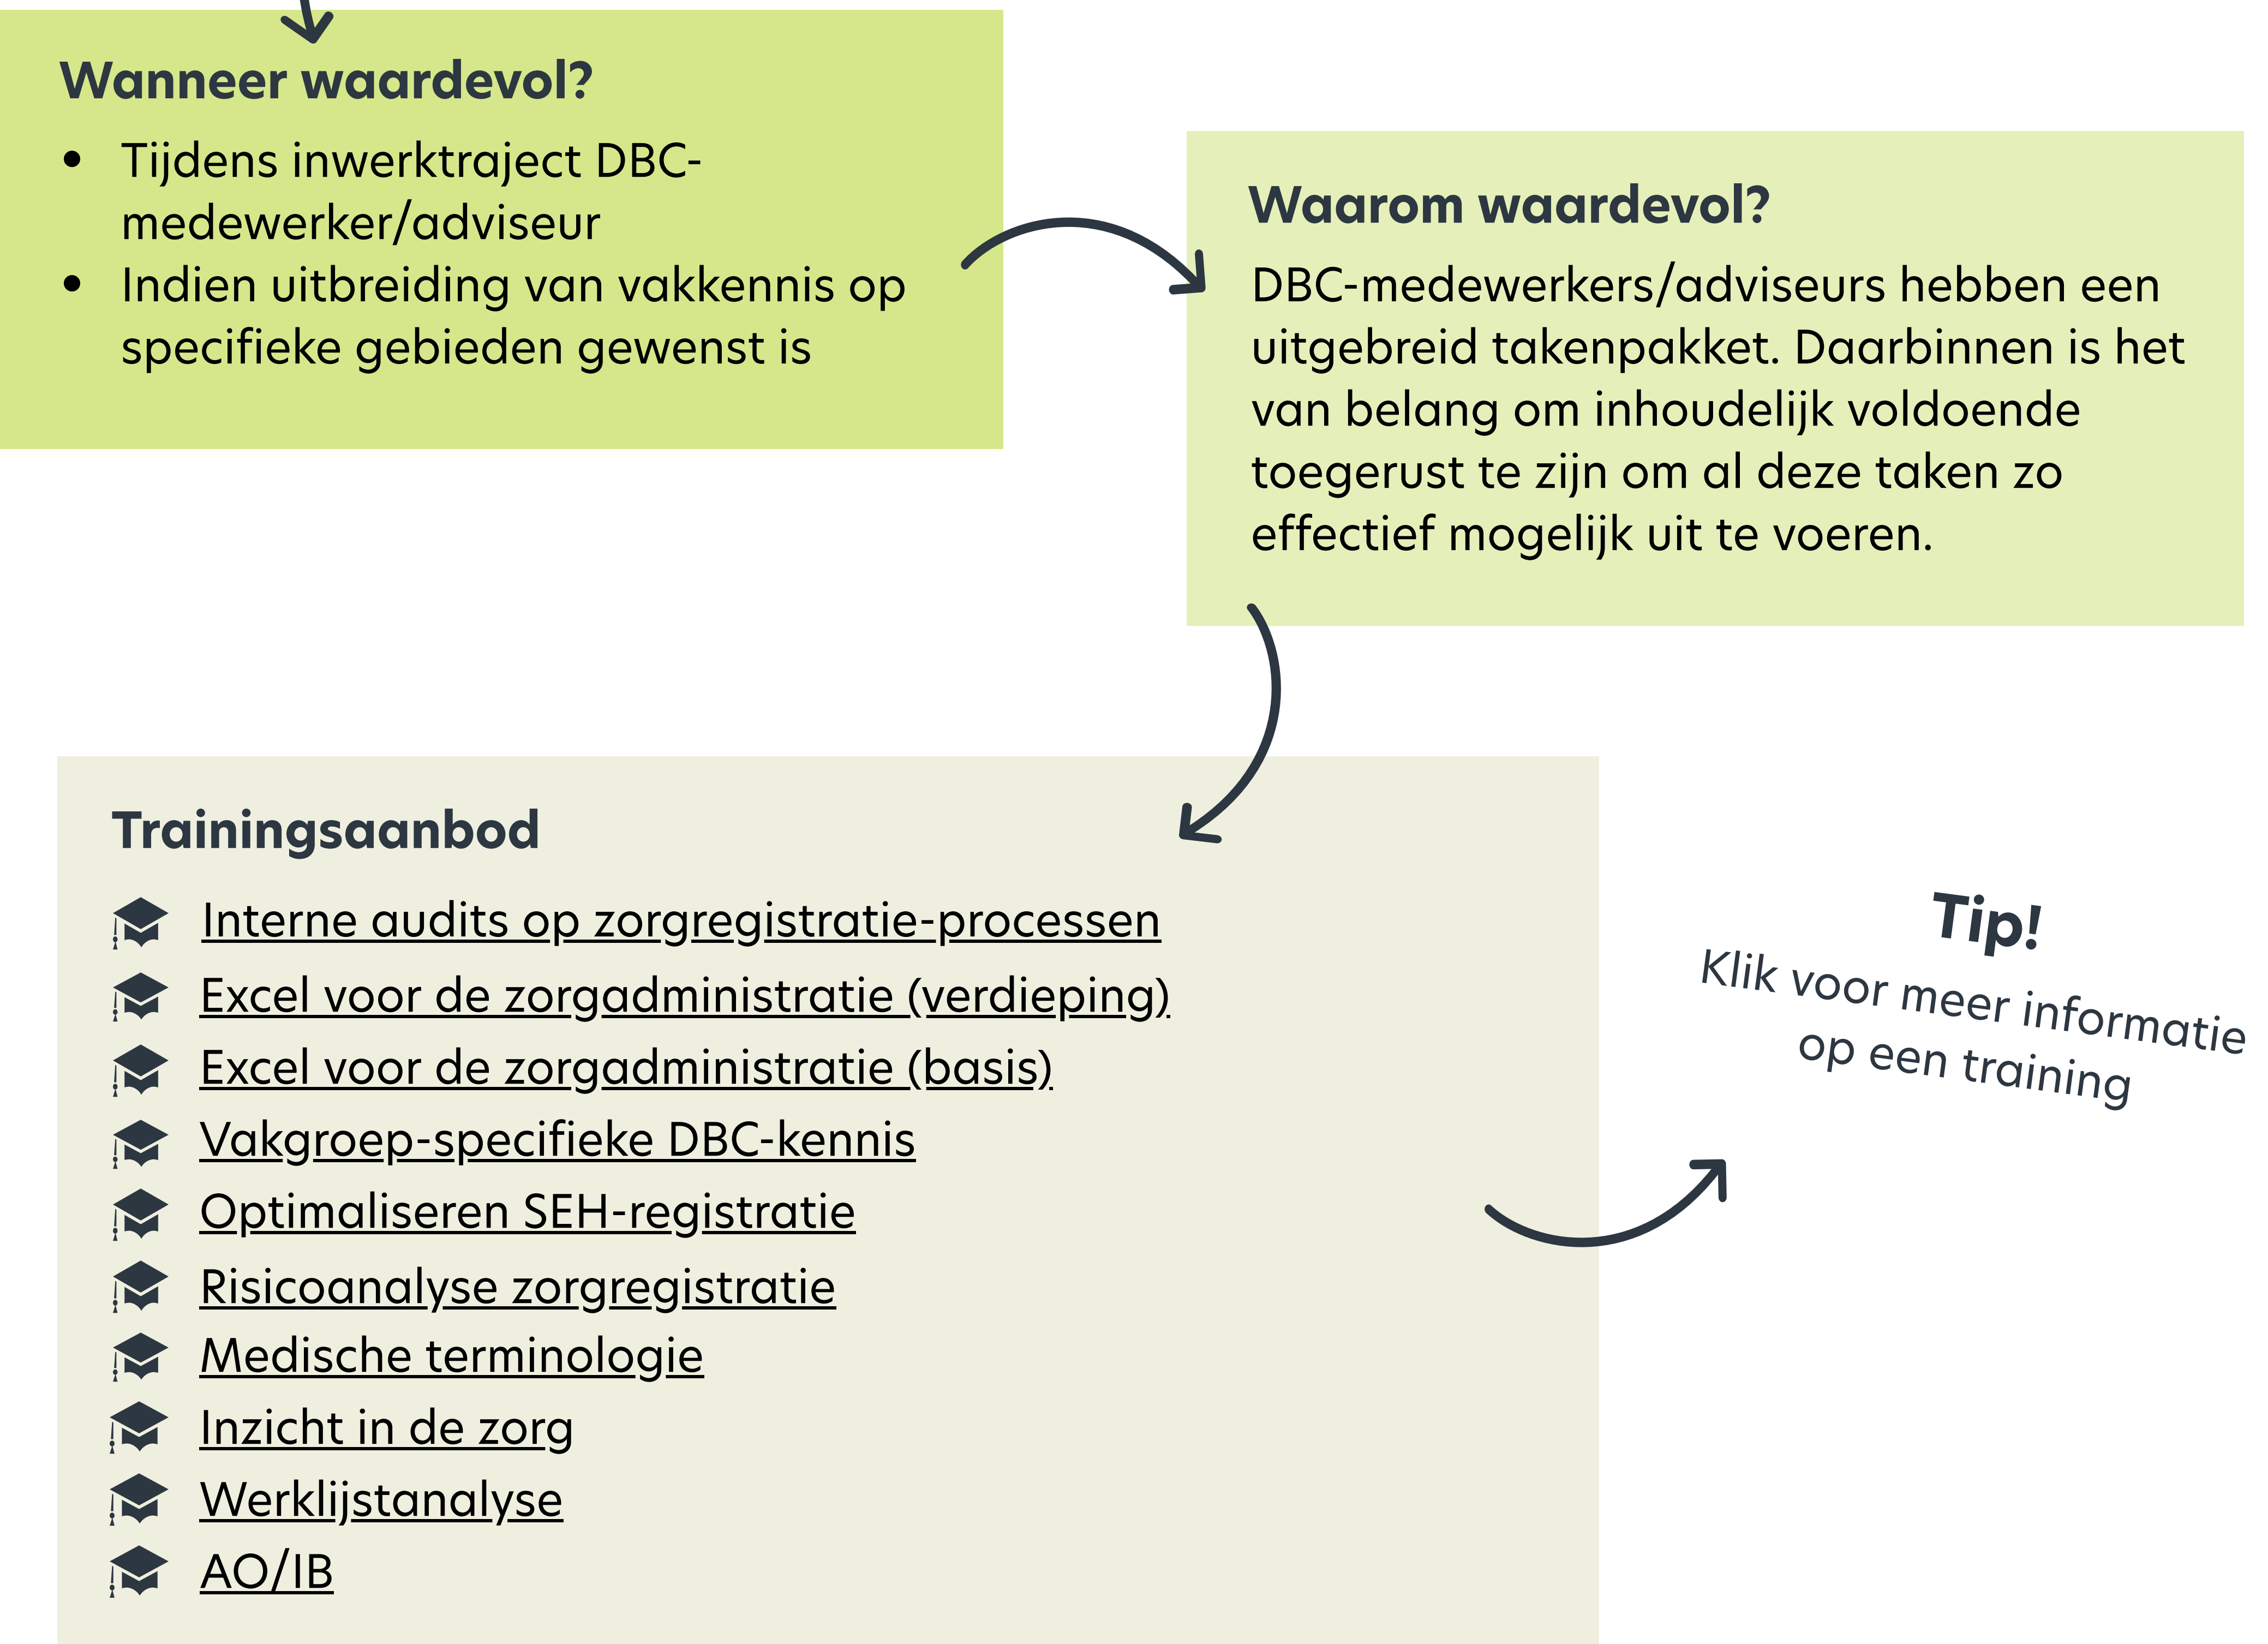 Wanneer waardevol?
• Tijdens inwerktraject DBC-
medewerker/adviseur
• Indien uitbreiding van vakkennis op
specifieke gebieden gewenst is
Waarom waardevol?
DBC-medewerkers/adviseurs hebben een
uitgebreid takenpakket. Daarbinnen is het
van belang om inhoudelijk voldoende
toegerust te zijn om al deze taken zo
effectief mogelijk uit te voeren.
Trainingsaanbod
Interne audits op zorgregistratie-processen
Excel voor de zorgadministratie (verdieping)
Excel voor de zorgadministratie (basis)
Vakgroep-specifieke DBC-kennis
Optimaliseren SEH-registratie
Risicoanalyse zorgregistratie
Medische terminologie
Inzicht in de zorg
Werklijstanalyse
AO/IB
Tip!
Klik voor meer informatie
op een training